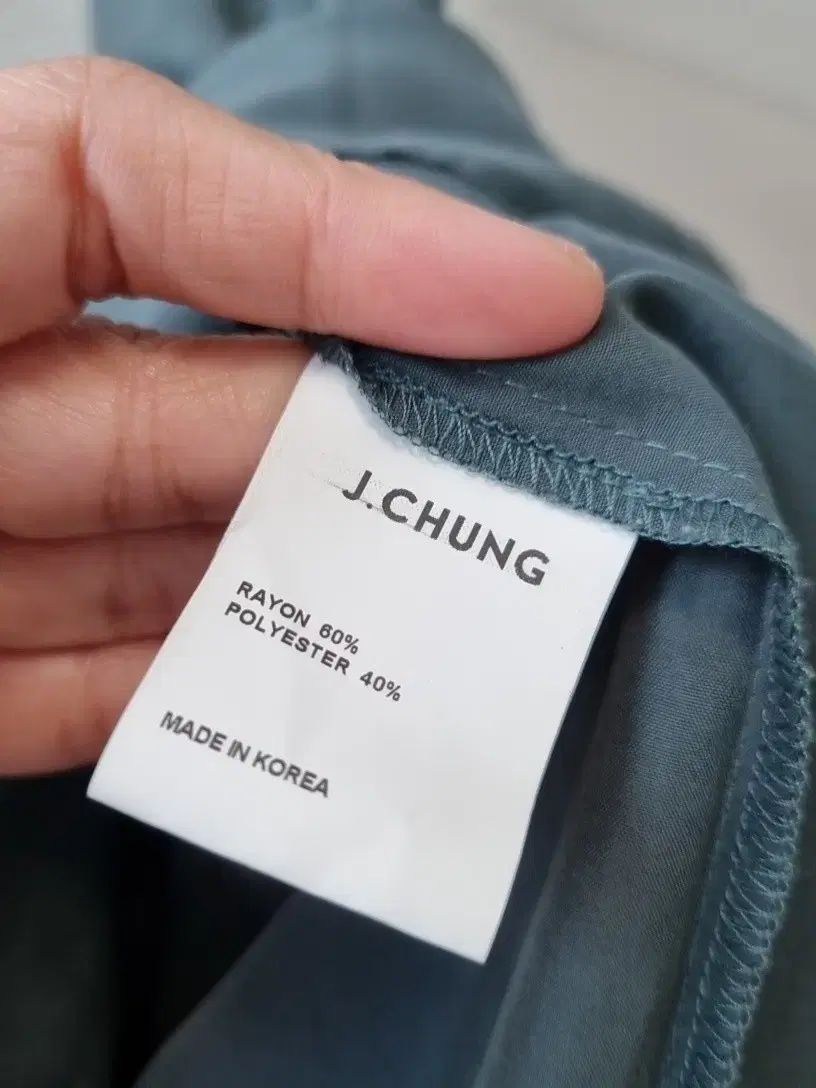 J.CHUNG
RAYON 60%
POLYESTER 40%
MADE IN KOREA